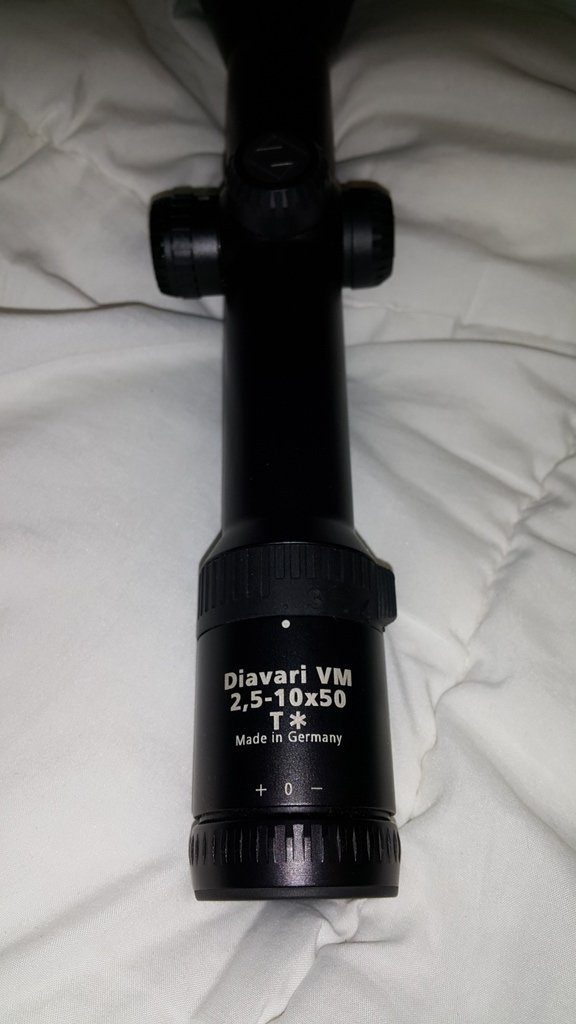 Diavari VM
2,5-10x50
T*
Made in Germany
+ 0 −